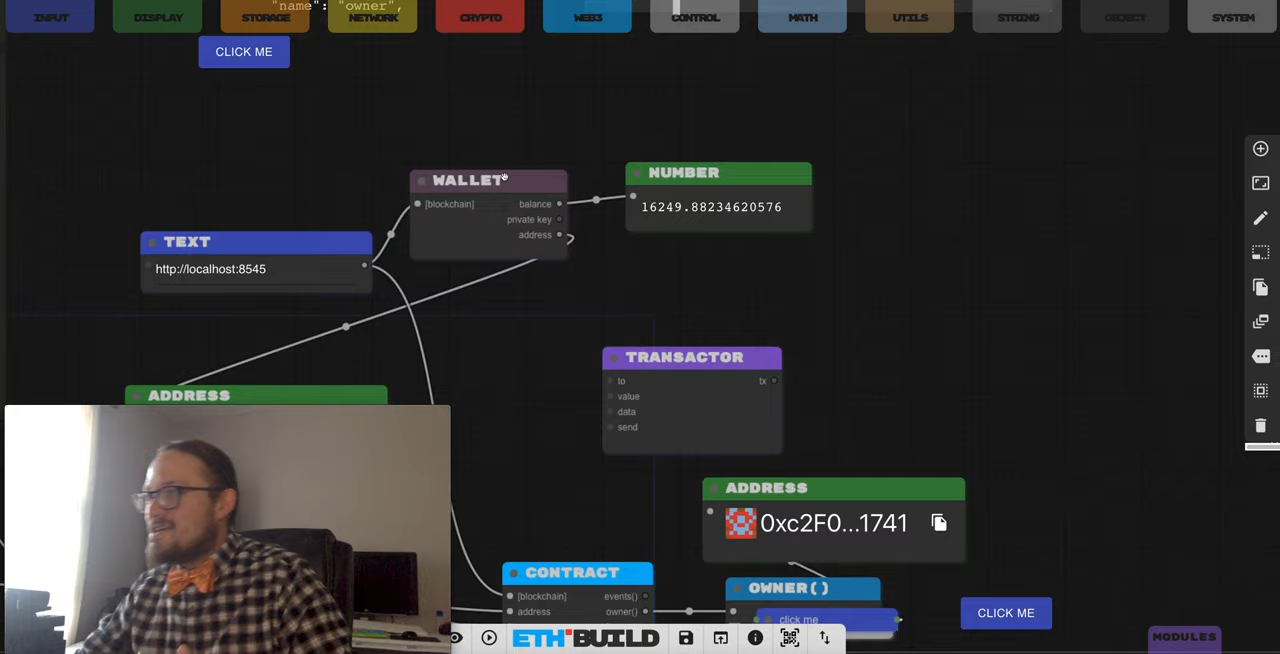 "name": "owner",
INPUT
DISPLAY
STORAGE
NETWORK
CRYPTO
WEB3
CONTROL
MATH
UTILS
STRING
OBJECT
SYSTEM
CLICK ME
WALLET
[blockchain]
balance
private key
address
NUMBER
16249.88234620576
TEXT
http://localhost:8545
TRANSACTOR
to
tx
value
data
send
ADDRESS
ADDRESS
0xc2F0...1741
CONTRACT
[blockchain]
events()
address
owner()
OWNER()
click me
CLICK ME
ETH BUILD
MODULES